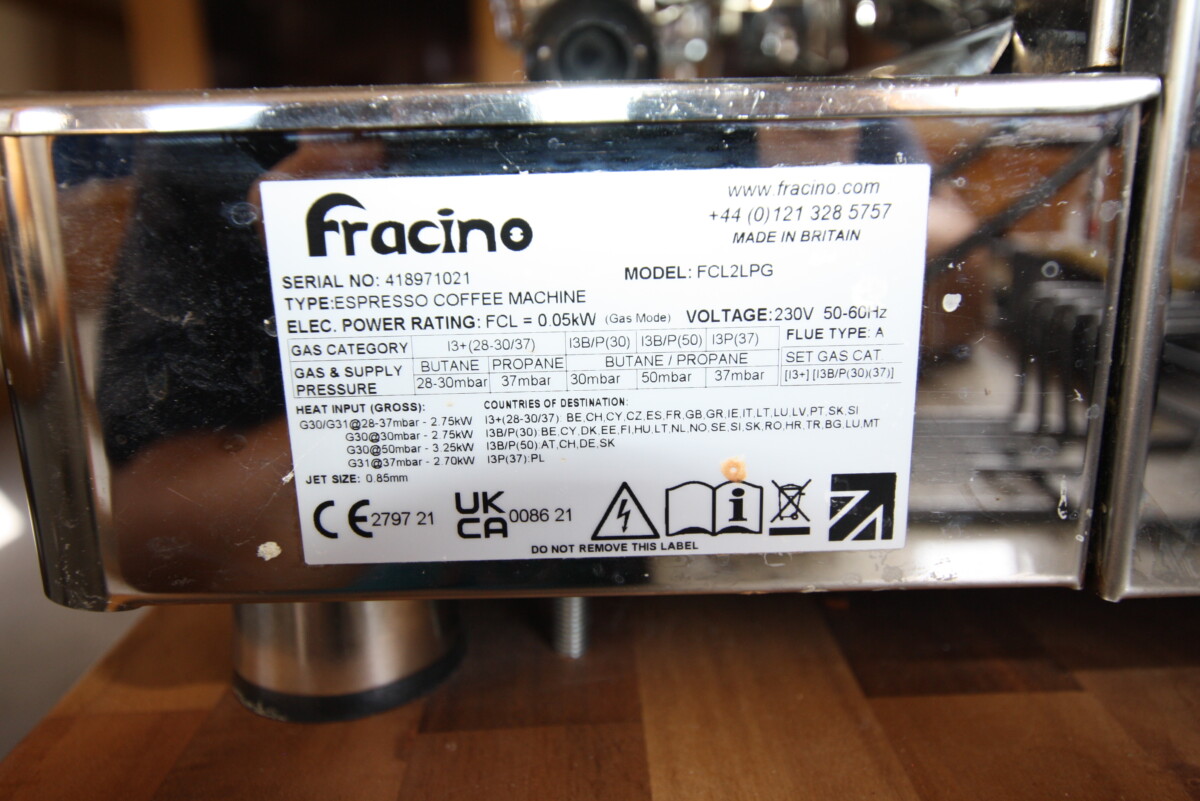 fracino
www.fracino.com
+44 (0)121 328 5757
MADE IN BRITAIN
SERIAL NO: 418971021
MODEL: FCL2LPG
TYPE:ESPRESSO COFFEE MACHINE
ELEC. POWER RATING: FCL = 0.05kW (Gas Mode) VOLTAGE:230V 50-60Hz
GAS CATEGORY I3+(28-30/37) I3B/P(30) I3B/P(50) I3P(37) FLUE TYPE: A
GAS & SUPPLY PRESSURE BUTANE PROPANE BUTANE / PROPANE SET GAS CAT.
28-30mbar 37mbar 30mbar 50mbar 37mbar [I3+] [I3B/P(30)(37)]
HEAT INPUT (GROSS):
G30/G31@28-37mbar - 2.75kW
G30@30mbar - 2.75kW
G30@50mbar - 3.25kW
G31@37mbar - 2.70kW
JET SIZE: 0.85mm
COUNTRIES OF DESTINATION:
I3+(28-30/37). BE,CH,CY,CZ,ES,FR,GB,GR,IE,IT,LT,LU,LV,PT,SK,SI
I3B/P(30) BE,CY,DK,EE,FI,HU,LT,NL,NO,SE,SI,SK,RO,HR,TR,BG,LU,MT
I3B/P(50):AT,CH,DE,SK
I3P(37):PL
CE 2797 21 UK CA 0086 21
DO NOT REMOVE THIS LABEL